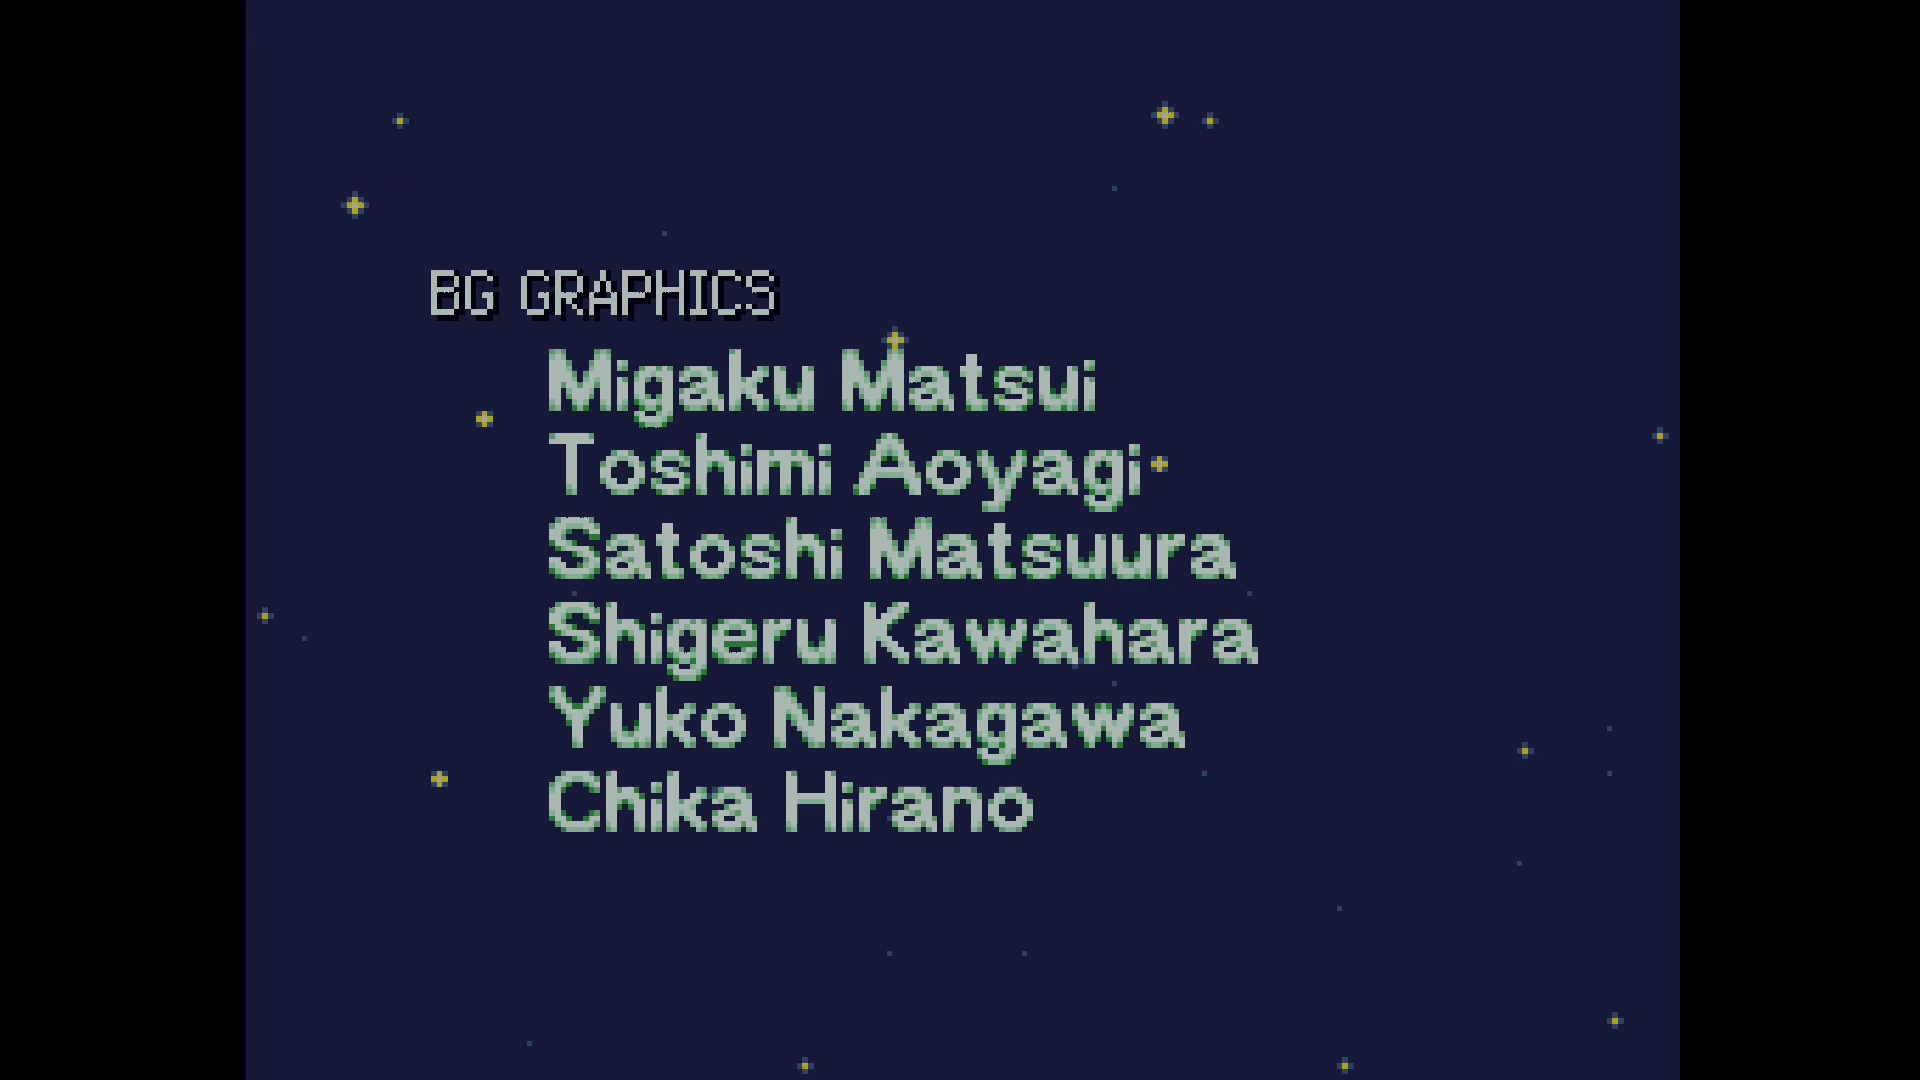 BG GRAPHICS
Migaku Matsui
Toshimi Aoyagi
Satoshi Matsuura
Shigeru Kawahara
Yuko Nakagawa
Chika Hirano